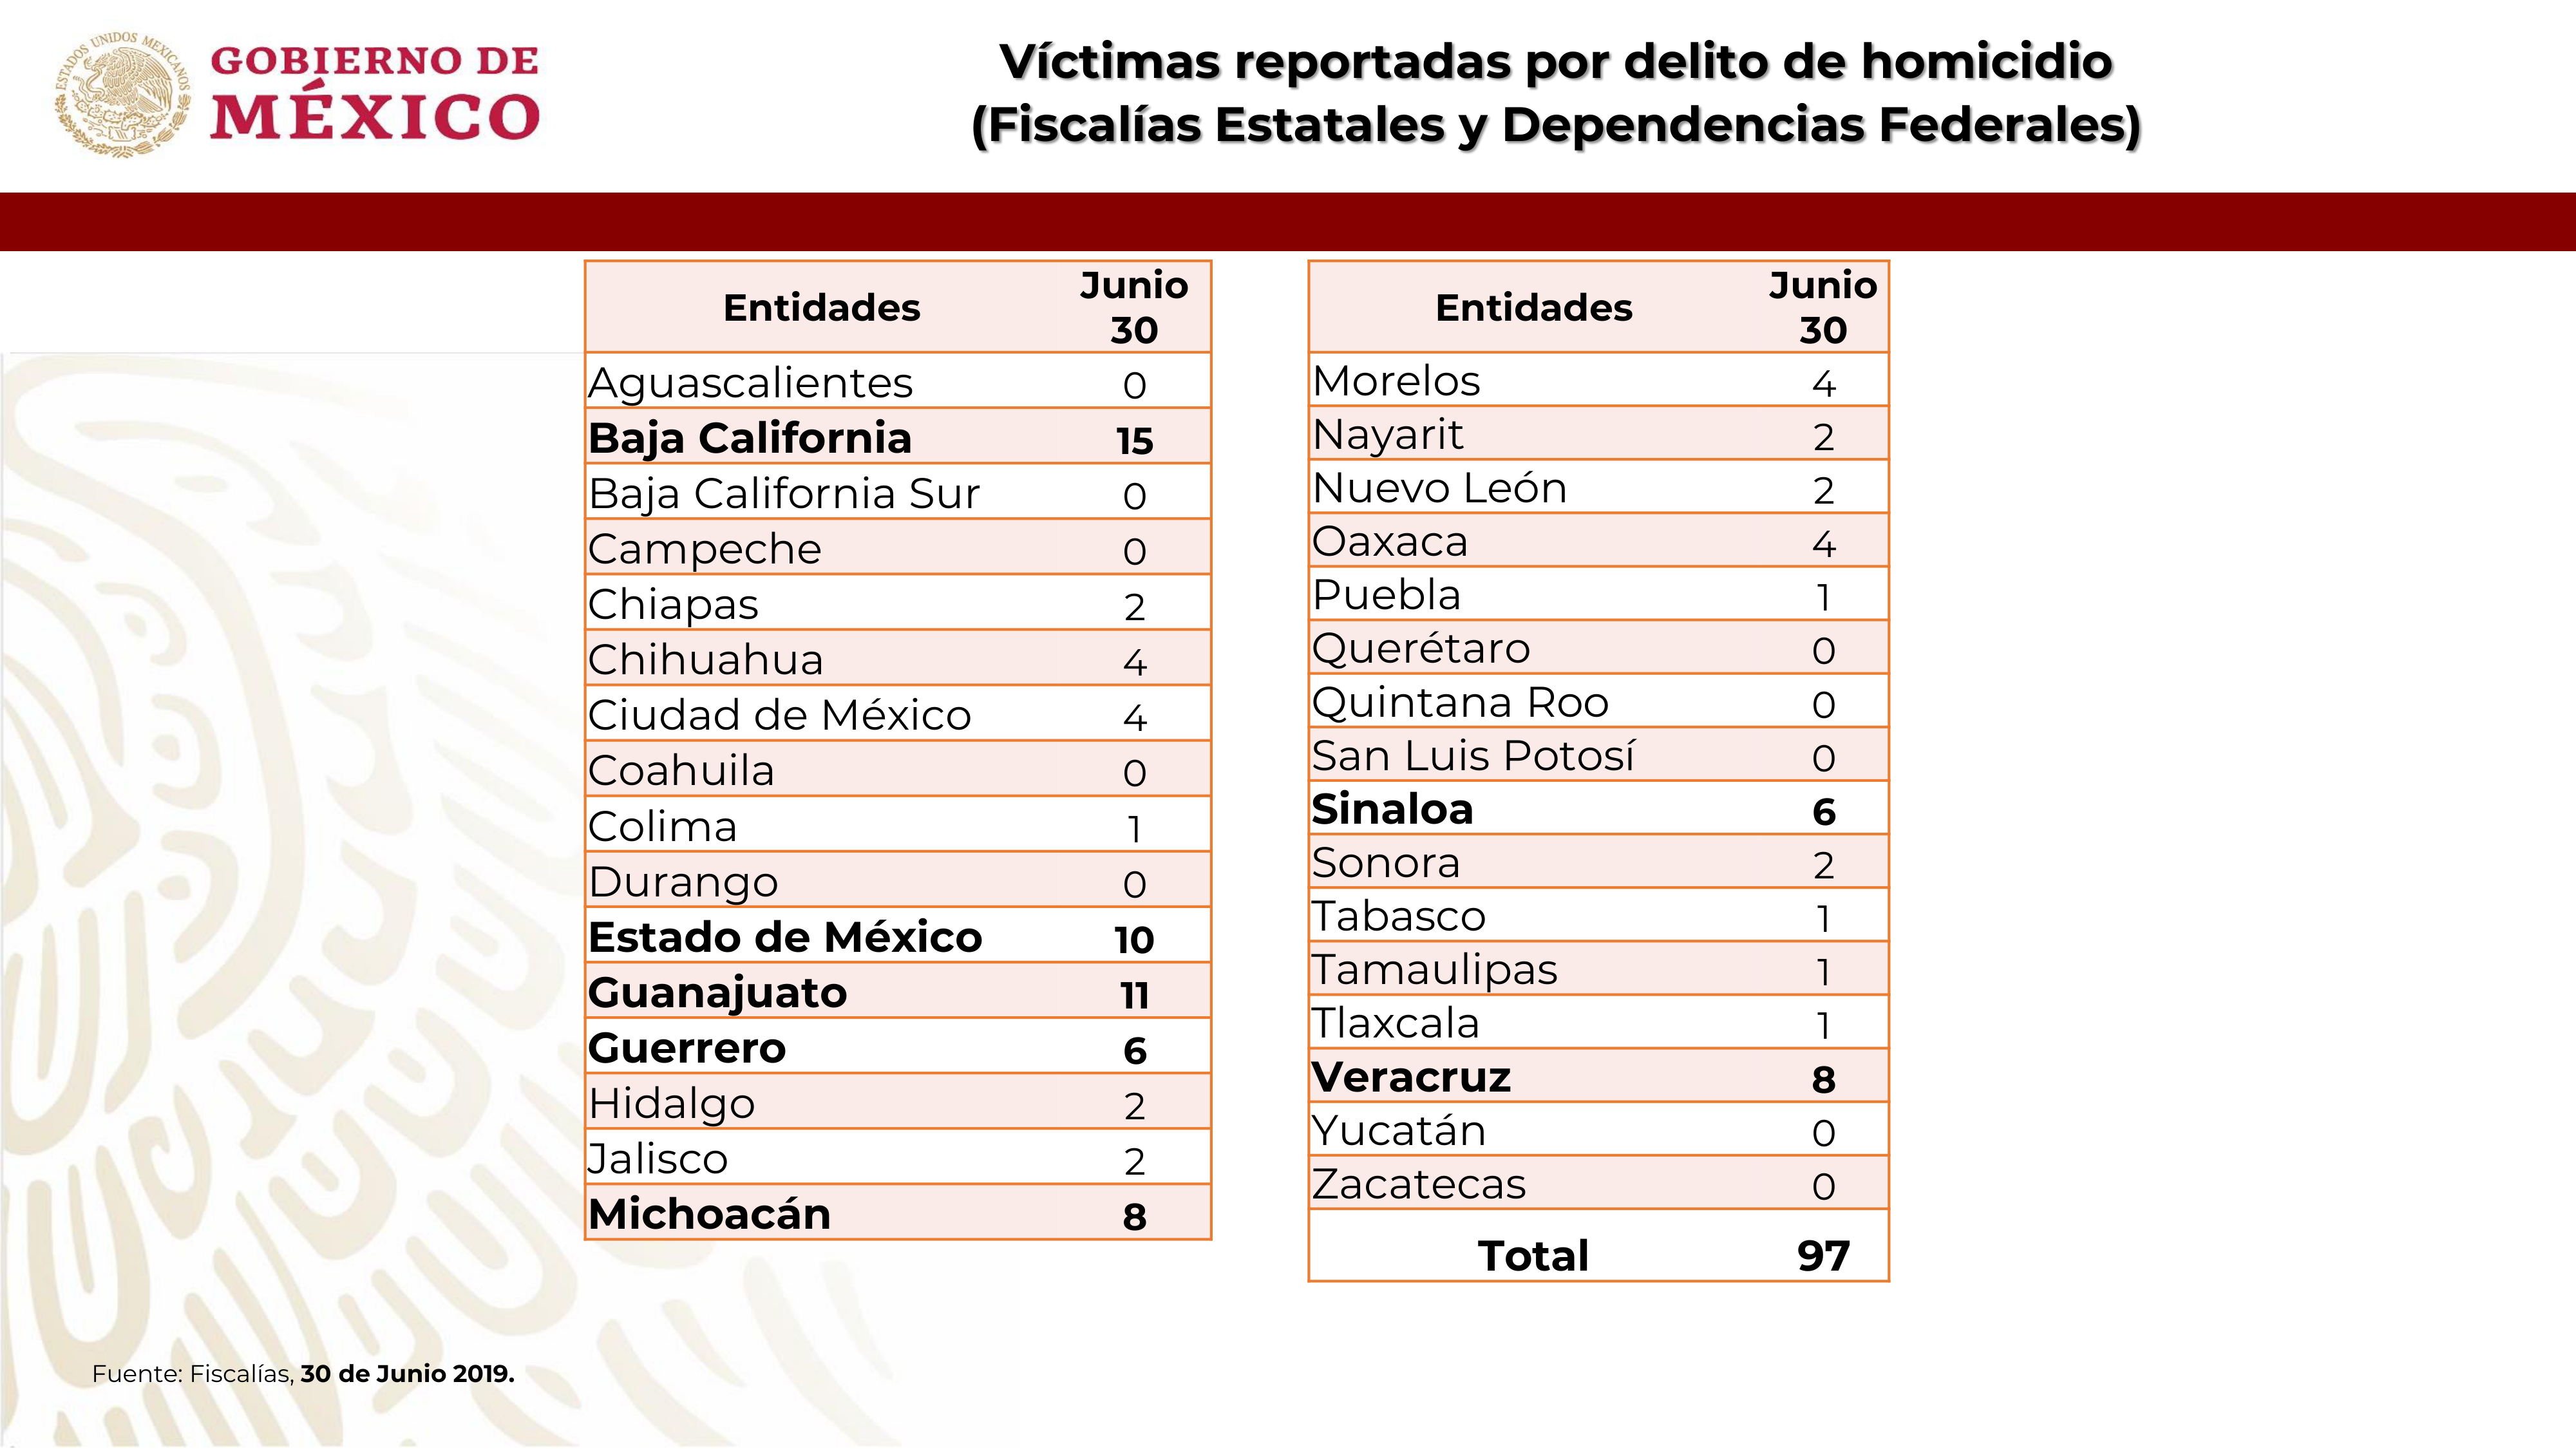 ESTADOS UNIDOS MEXICANOS
GOBIERNO DE
MÉXICO
Víctimas reportadas por delito de homicidio
(Fiscalías Estatales y Dependencias Federales)
Entidades Junio 30
Aguascalientes 0
Baja California 15
Baja California Sur 0
Campeche 0
Chiapas 2
Chihuahua 4
Ciudad de México 4
Coahuila 0
Colima 1
Durango 0
Estado de México 10
Guanajuato 11
Guerrero 6
Hidalgo 2
Jalisco 2
Michoacán 8
Entidades Junio 30
Morelos 4
Nayarit 2
Nuevo León 2
Oaxaca 4
Puebla 1
Querétaro 0
Quintana Roo 0
San Luis Potosí 0
Sinaloa 6
Sonora 2
Tabasco 1
Tamaulipas 1
Tlaxcala 1
Veracruz 8
Yucatán 0
Zacatecas 0
Total 97
Fuente: Fiscalías, 30 de Junio 2019.